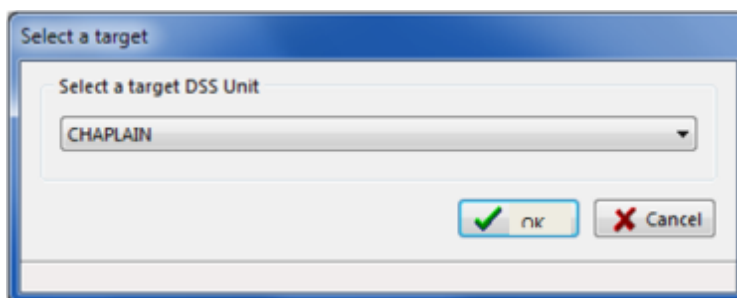 Select a target
Select a target DSS Unit
CHAPLAIN
OK
Cancel